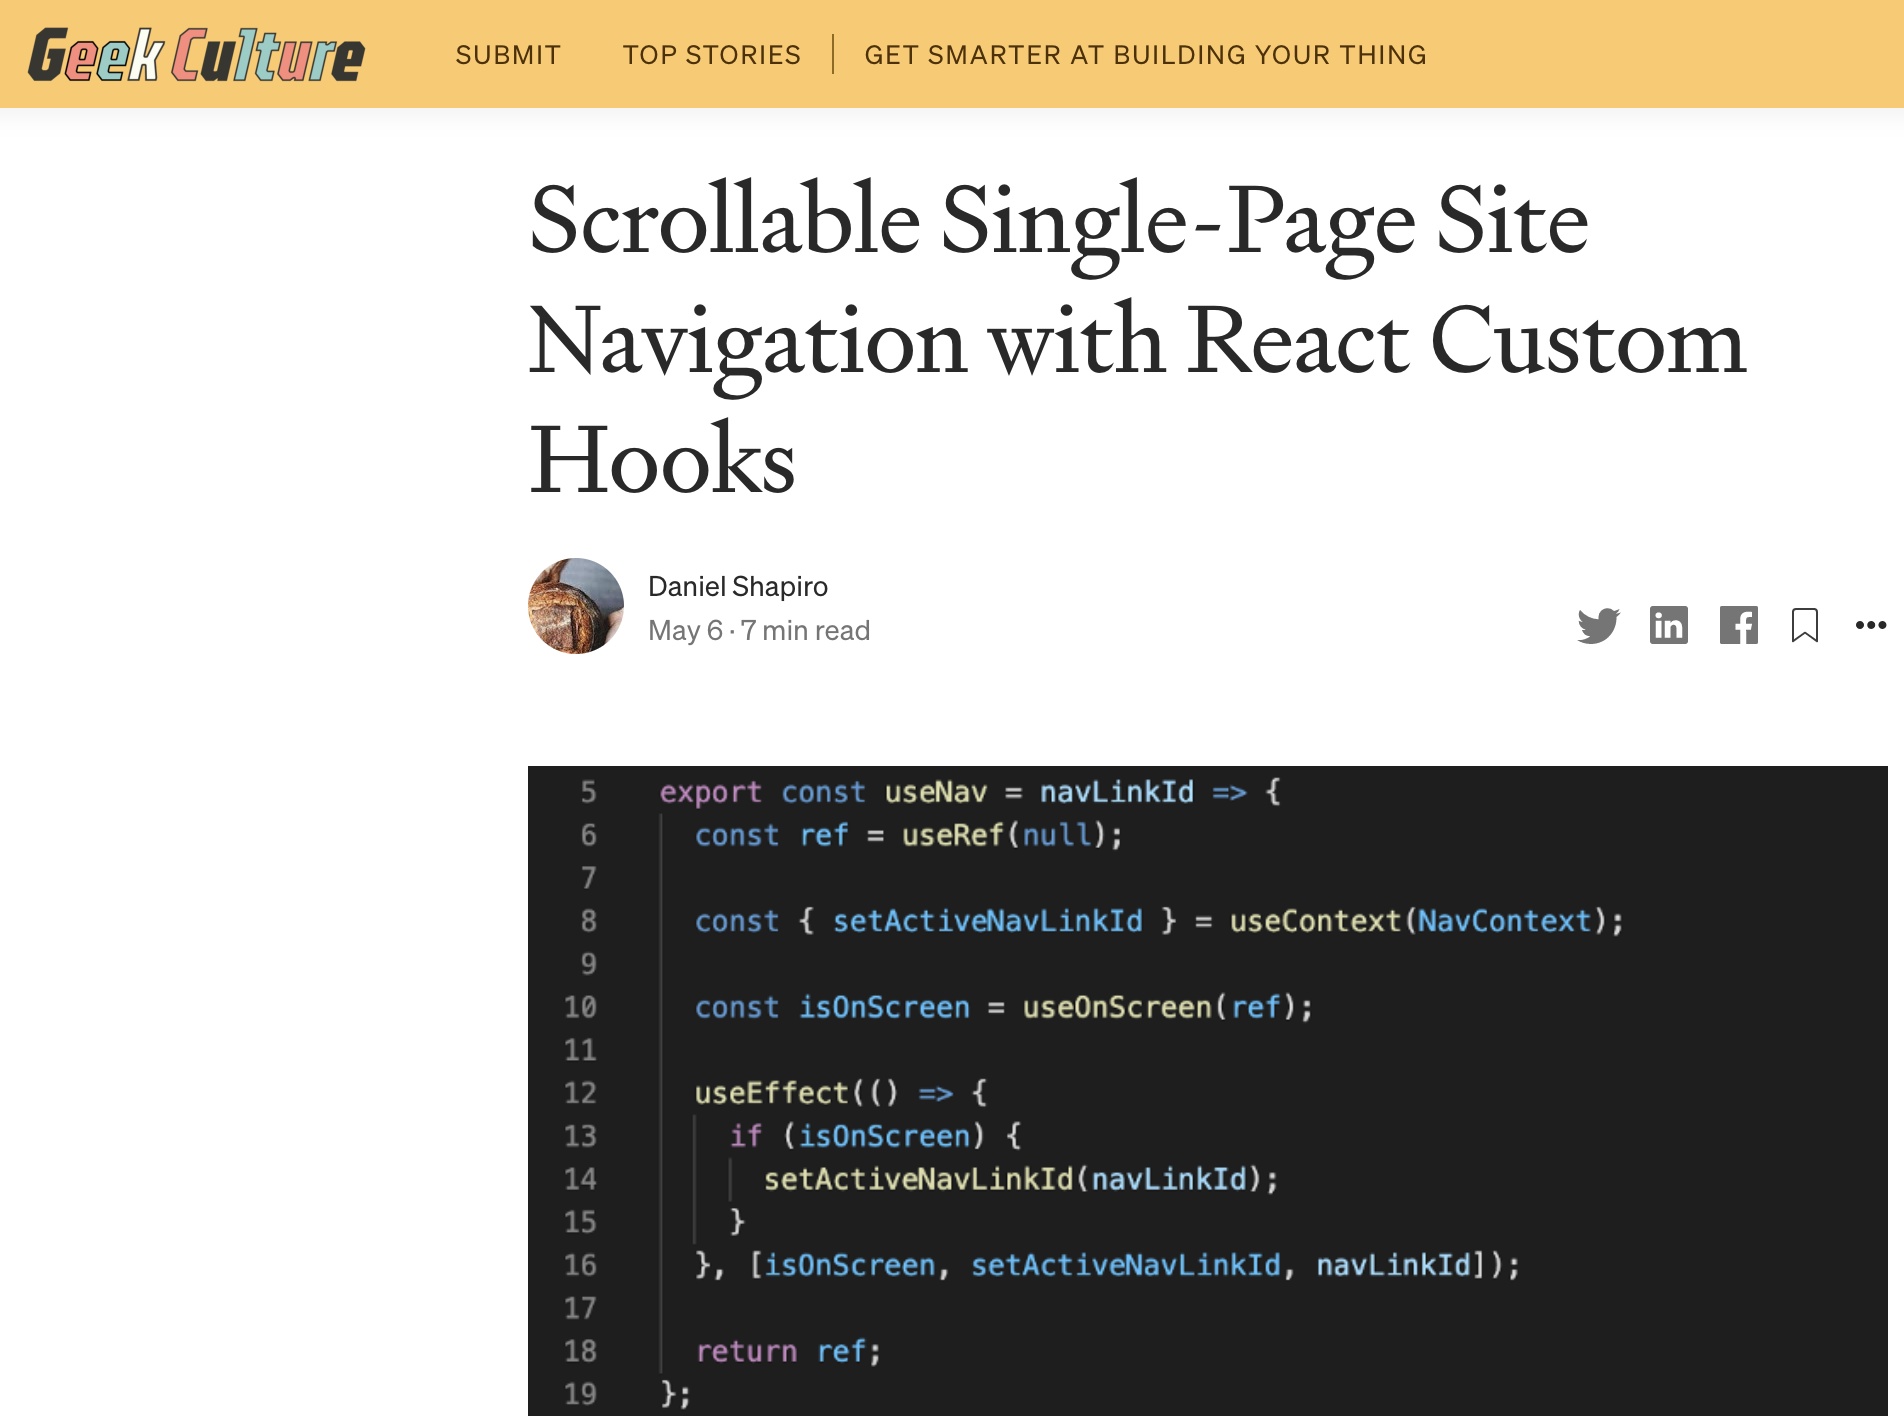 Geek Culture
SUBMIT TOP STORIES GET SMARTER AT BUILDING YOUR THING
Scrollable Single-Page Site
Navigation with React Custom
Hooks
Daniel Shapiro
May 6 · 7 min read
5 export const useNav = navLinkId => {
6 const ref = useRef(null);
7
8 const { setActiveNavLinkId } = useContext(NavContext);
9
10 const isOnScreen = useOnScreen(ref);
11
12 useEffect(() => {
13 if (isOnScreen) {
14 setActiveNavLinkId(navLinkId);
15 }
16 }, [isOnScreen, setActiveNavLinkId, navLinkId]);
17
18 return ref;
19 };